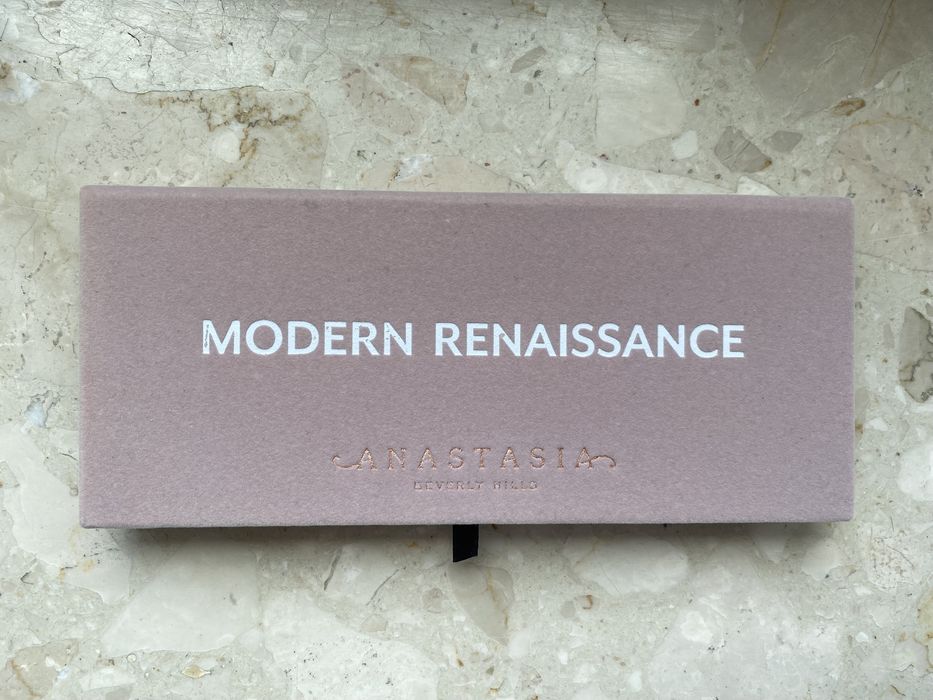 MODERN RENAISSANCE
ANASTASIA
BEVERLY HILLS